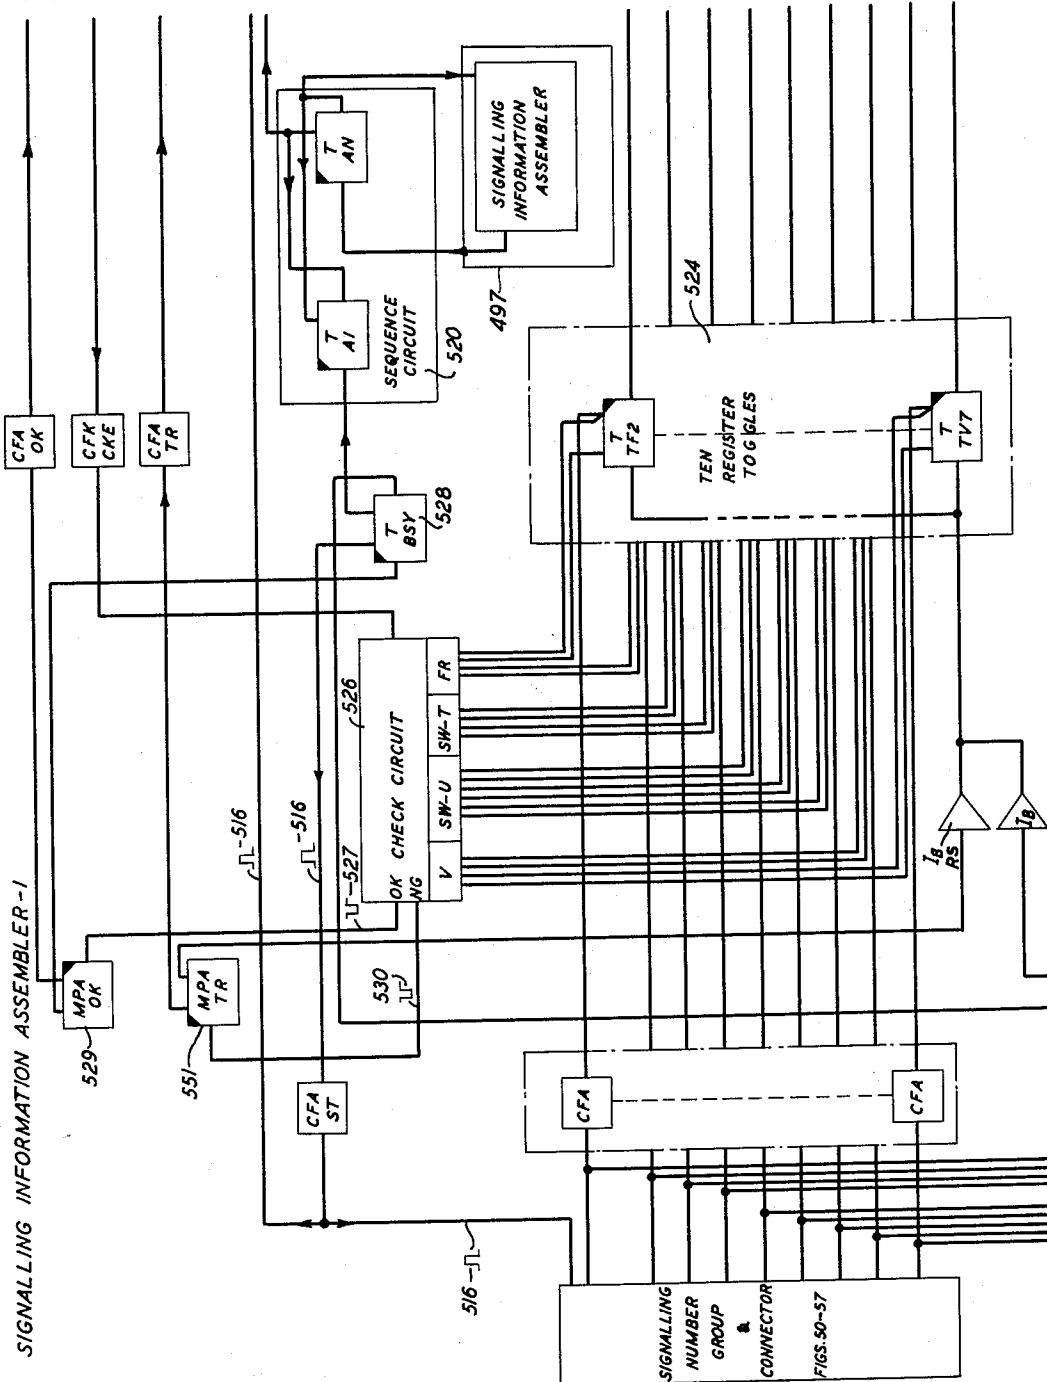 SIGNALLING INFORMATION ASSEMBLER-1
CFA
OK
CFK
CKE
CFA
TR
T
AN
T
A1
SEQUENCE
CIRCUIT
520
SIGNALLING
INFORMATION
ASSEMBLER
497
T
BSY
528
516
516
527
526
OK CHECK CIRCUIT
NG
V
SW-U
SW-T
FR
530
MPA
OK
529
MPA
TR
551
CFA
ST
516
524
T
TF2
TEN
REGISTER
TOGGLES
T
TV7
IB
RS
IB
CFA
CFA
SIGNALLING
NUMBER
GROUP
&
CONNECTOR
FIGS.50-57